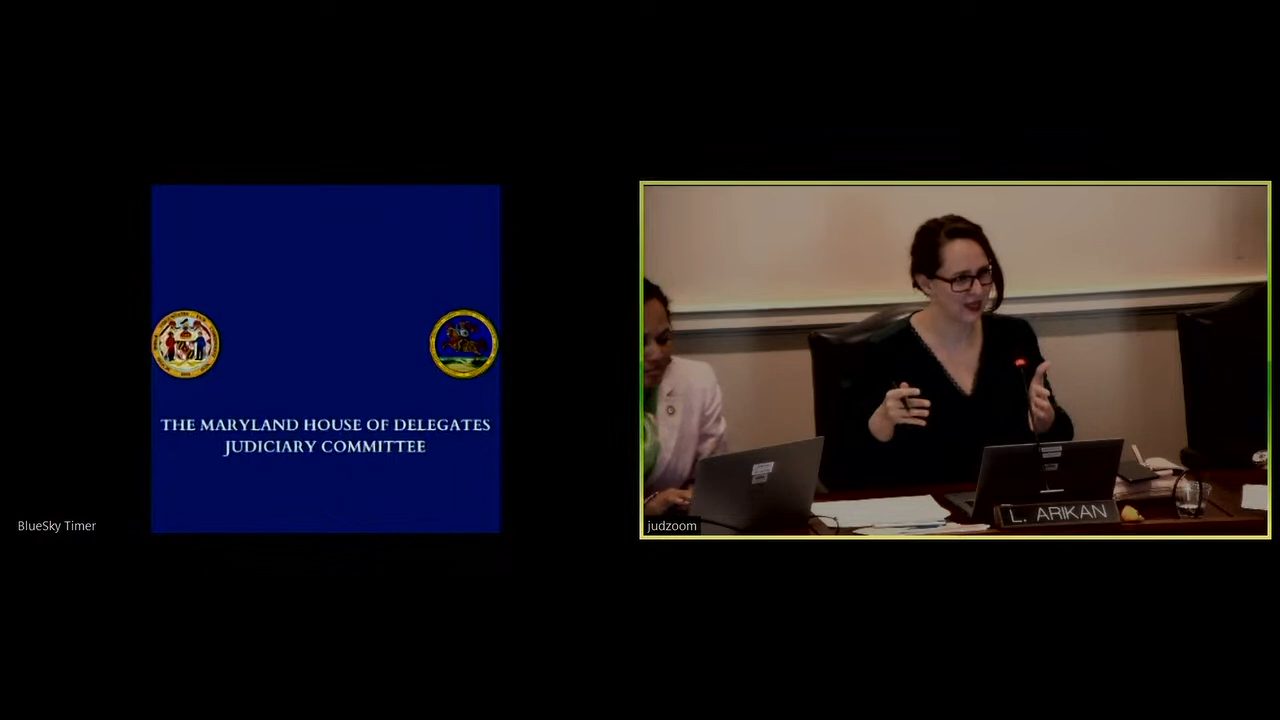 THE MARYLAND HOUSE OF DELEGATES
JUDICIARY COMMITTEE
BlueSky Timer
judzoom
L. ARIKAN